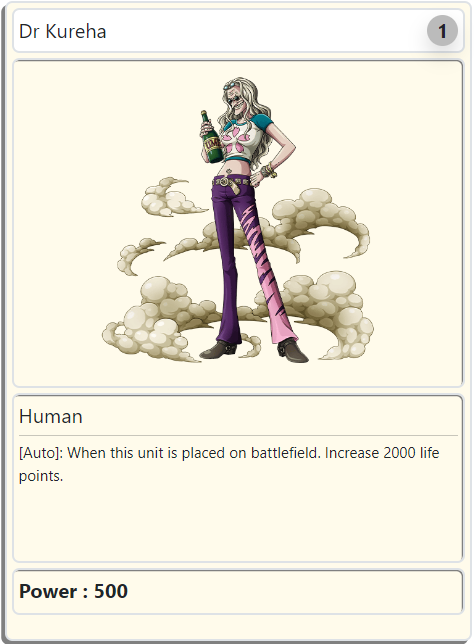 Dr Kureha
1
Human
[Auto]: When this unit is placed on battlefield. Increase 2000 life
points.
Power : 500